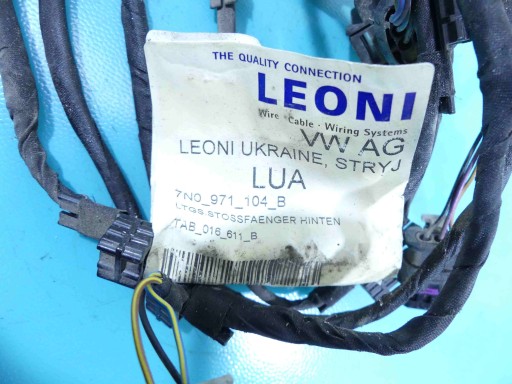 THE QUALITY CONNECTION
LEONI
Wire · Cable · Wiring Systems
VW AG
LEONI UKRAINE, STRYJ
LUA
7N0_971_104_B
LTGS.STOSSFAENGER HINTEN
TAB_016_611_B